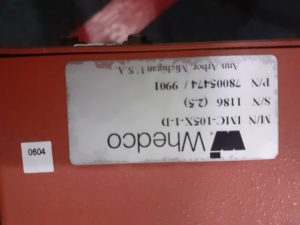 Whedco
M/N IMC-105X-1-D
S/N 1186 (2.5)
P/N 78005474 / 9901
Ann Arbor, Michigan U.S.A.
0604